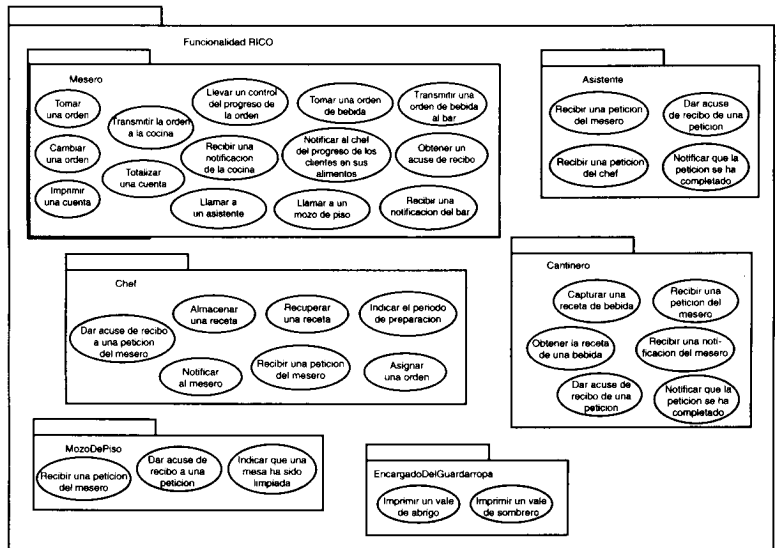 Funcionalidad RICO
Mesero
Tomar
una orden
Cambiar
una orden
Imprimir
una cuenta
Transmitir la orden
a la cocina
Totalizar
una cuenta
Llevar un control
del progreso de
la orden
Recibir una
notificacion
de la cocina
Llamar a
un asistente
Tomar una orden
de bebida
Notificar al chef
del progreso de los
clientes en sus
alimentos
Llamar a un
mozo de piso
Transmitir una
orden de bebida
al bar
Obtener un
acuse de recibo
Recibir una
notificacion del bar
Asistente
Recibir una peticion
del mesero
Dar acuse
de recibo de una
peticion
Recibir una peticion
del chef
Notificar que la
peticion se ha
completado
Chef
Dar acuse de recibo
a una peticion
del mesero
Almacenar
una receta
Recuperar
una receta
Indicar el periodo
de preparacion
Notificar
al mesero
Recibir una peticion
del mesero
Asignar
una orden
Cantinero
Capturar una
receta de bebida
Recibir una
peticion del
mesero
Obtener la receta
de una bebida
Recibir una noti-
ficacion del mesero
Dar acuse de
recibo de una
peticion
Notificar que la
peticion se ha
completado
MozoDePiso
Recibir una peticion
del mesero
Dar acuse de
recibo a una
peticion
Indicar que una
mesa ha sido
limpiada
EncargadoDelGuardarropa
Imprimir un vale
de abrigo
Imprimir un vale
de sombrero